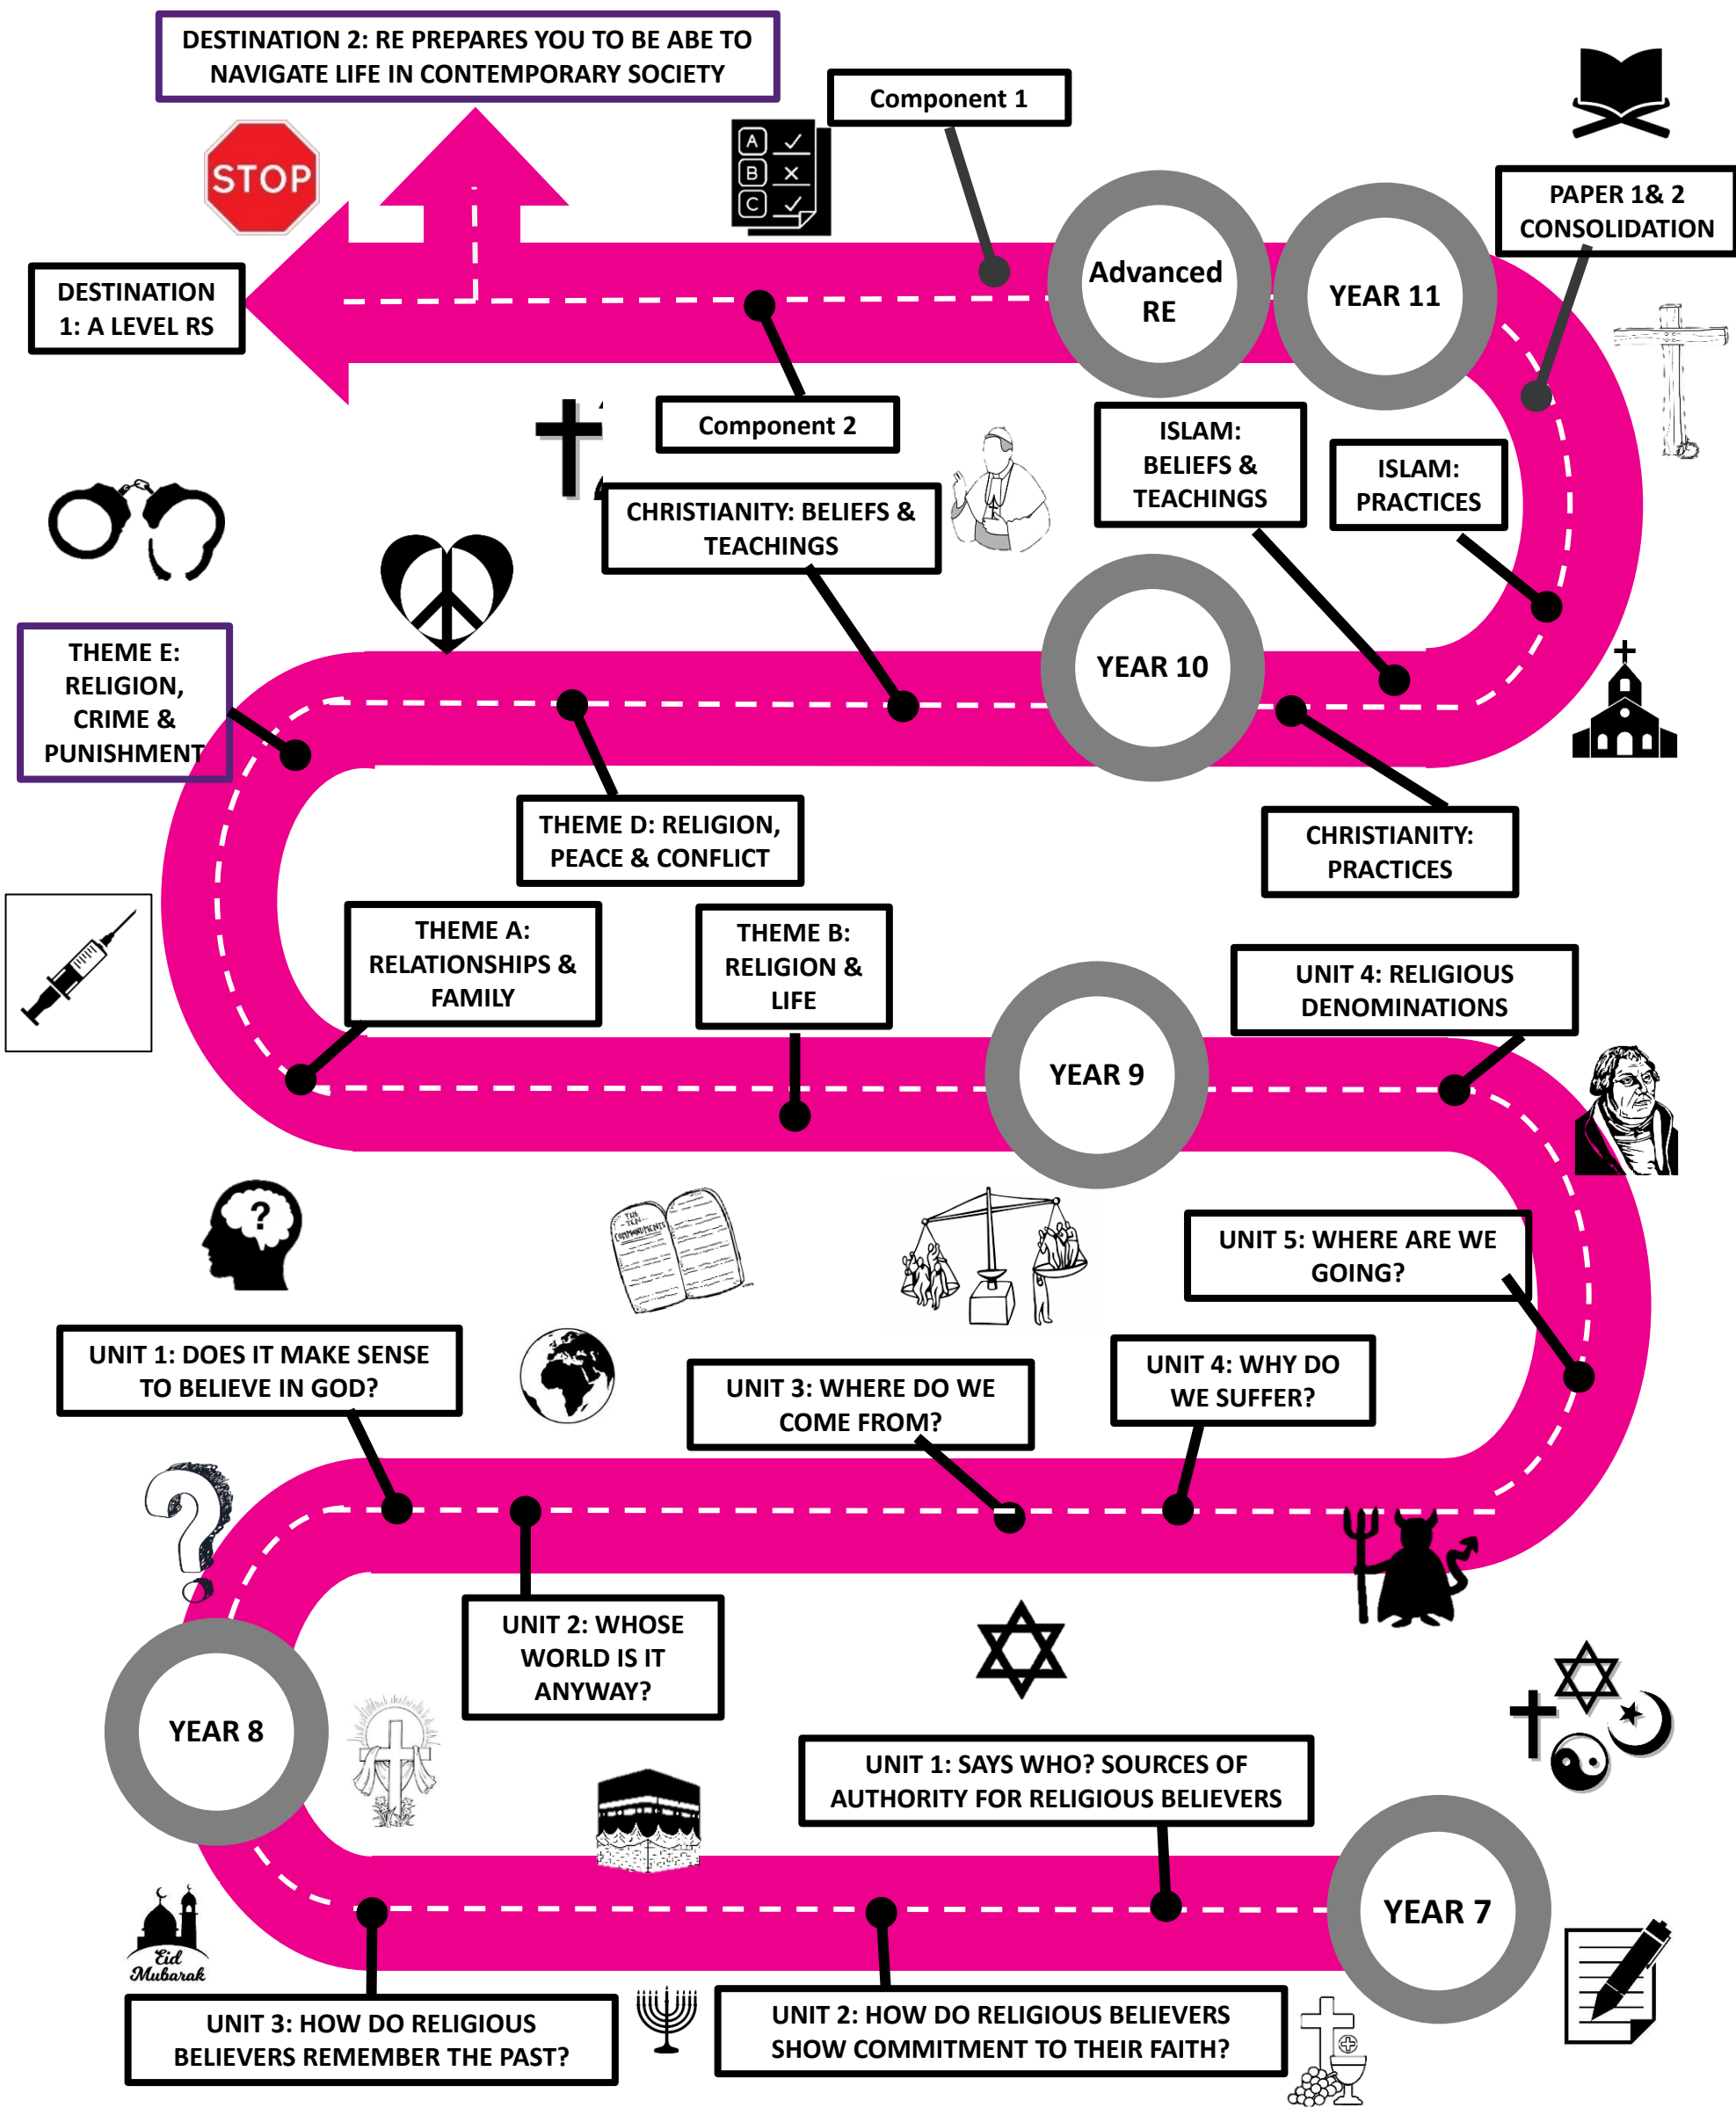 DESTINATION 2: RE PREPARES YOU TO BE ABE TO
NAVIGATE LIFE IN CONTEMPORARY SOCIETY
Component 1
STOP
A
B
C
PAPER 1& 2
CONSOLIDATION
DESTINATION
1: A LEVEL RS
Advanced
RE
YEAR 11
Component 2
ISLAM:
BELIEFS &
TEACHINGS
ISLAM:
PRACTICES
CHRISTIANITY: BELIEFS &
TEACHINGS
THEME E:
RELIGION,
CRIME &
PUNISHMENT
YEAR 10
THEME D: RELIGION,
PEACE & CONFLICT
CHRISTIANITY:
PRACTICES
THEME A:
RELATIONSHIPS &
FAMILY
THEME B:
RELIGION &
LIFE
UNIT 4: RELIGIOUS
DENOMINATIONS
YEAR 9
?
THE
TEN
COMMANDMENTS
UNIT 5: WHERE ARE WE
GOING?
UNIT 1: DOES IT MAKE SENSE
TO BELIEVE IN GOD?
UNIT 3: WHERE DO WE
COME FROM?
UNIT 4: WHY DO
WE SUFFER?
?
UNIT 2: WHOSE
WORLD IS IT
ANYWAY?
YEAR 8
UNIT 1: SAYS WHO? SOURCES OF
AUTHORITY FOR RELIGIOUS BELIEVERS
YEAR 7
Eid
Mubarak
UNIT 3: HOW DO RELIGIOUS
BELIEVERS REMEMBER THE PAST?
UNIT 2: HOW DO RELIGIOUS BELIEVERS
SHOW COMMITMENT TO THEIR FAITH?